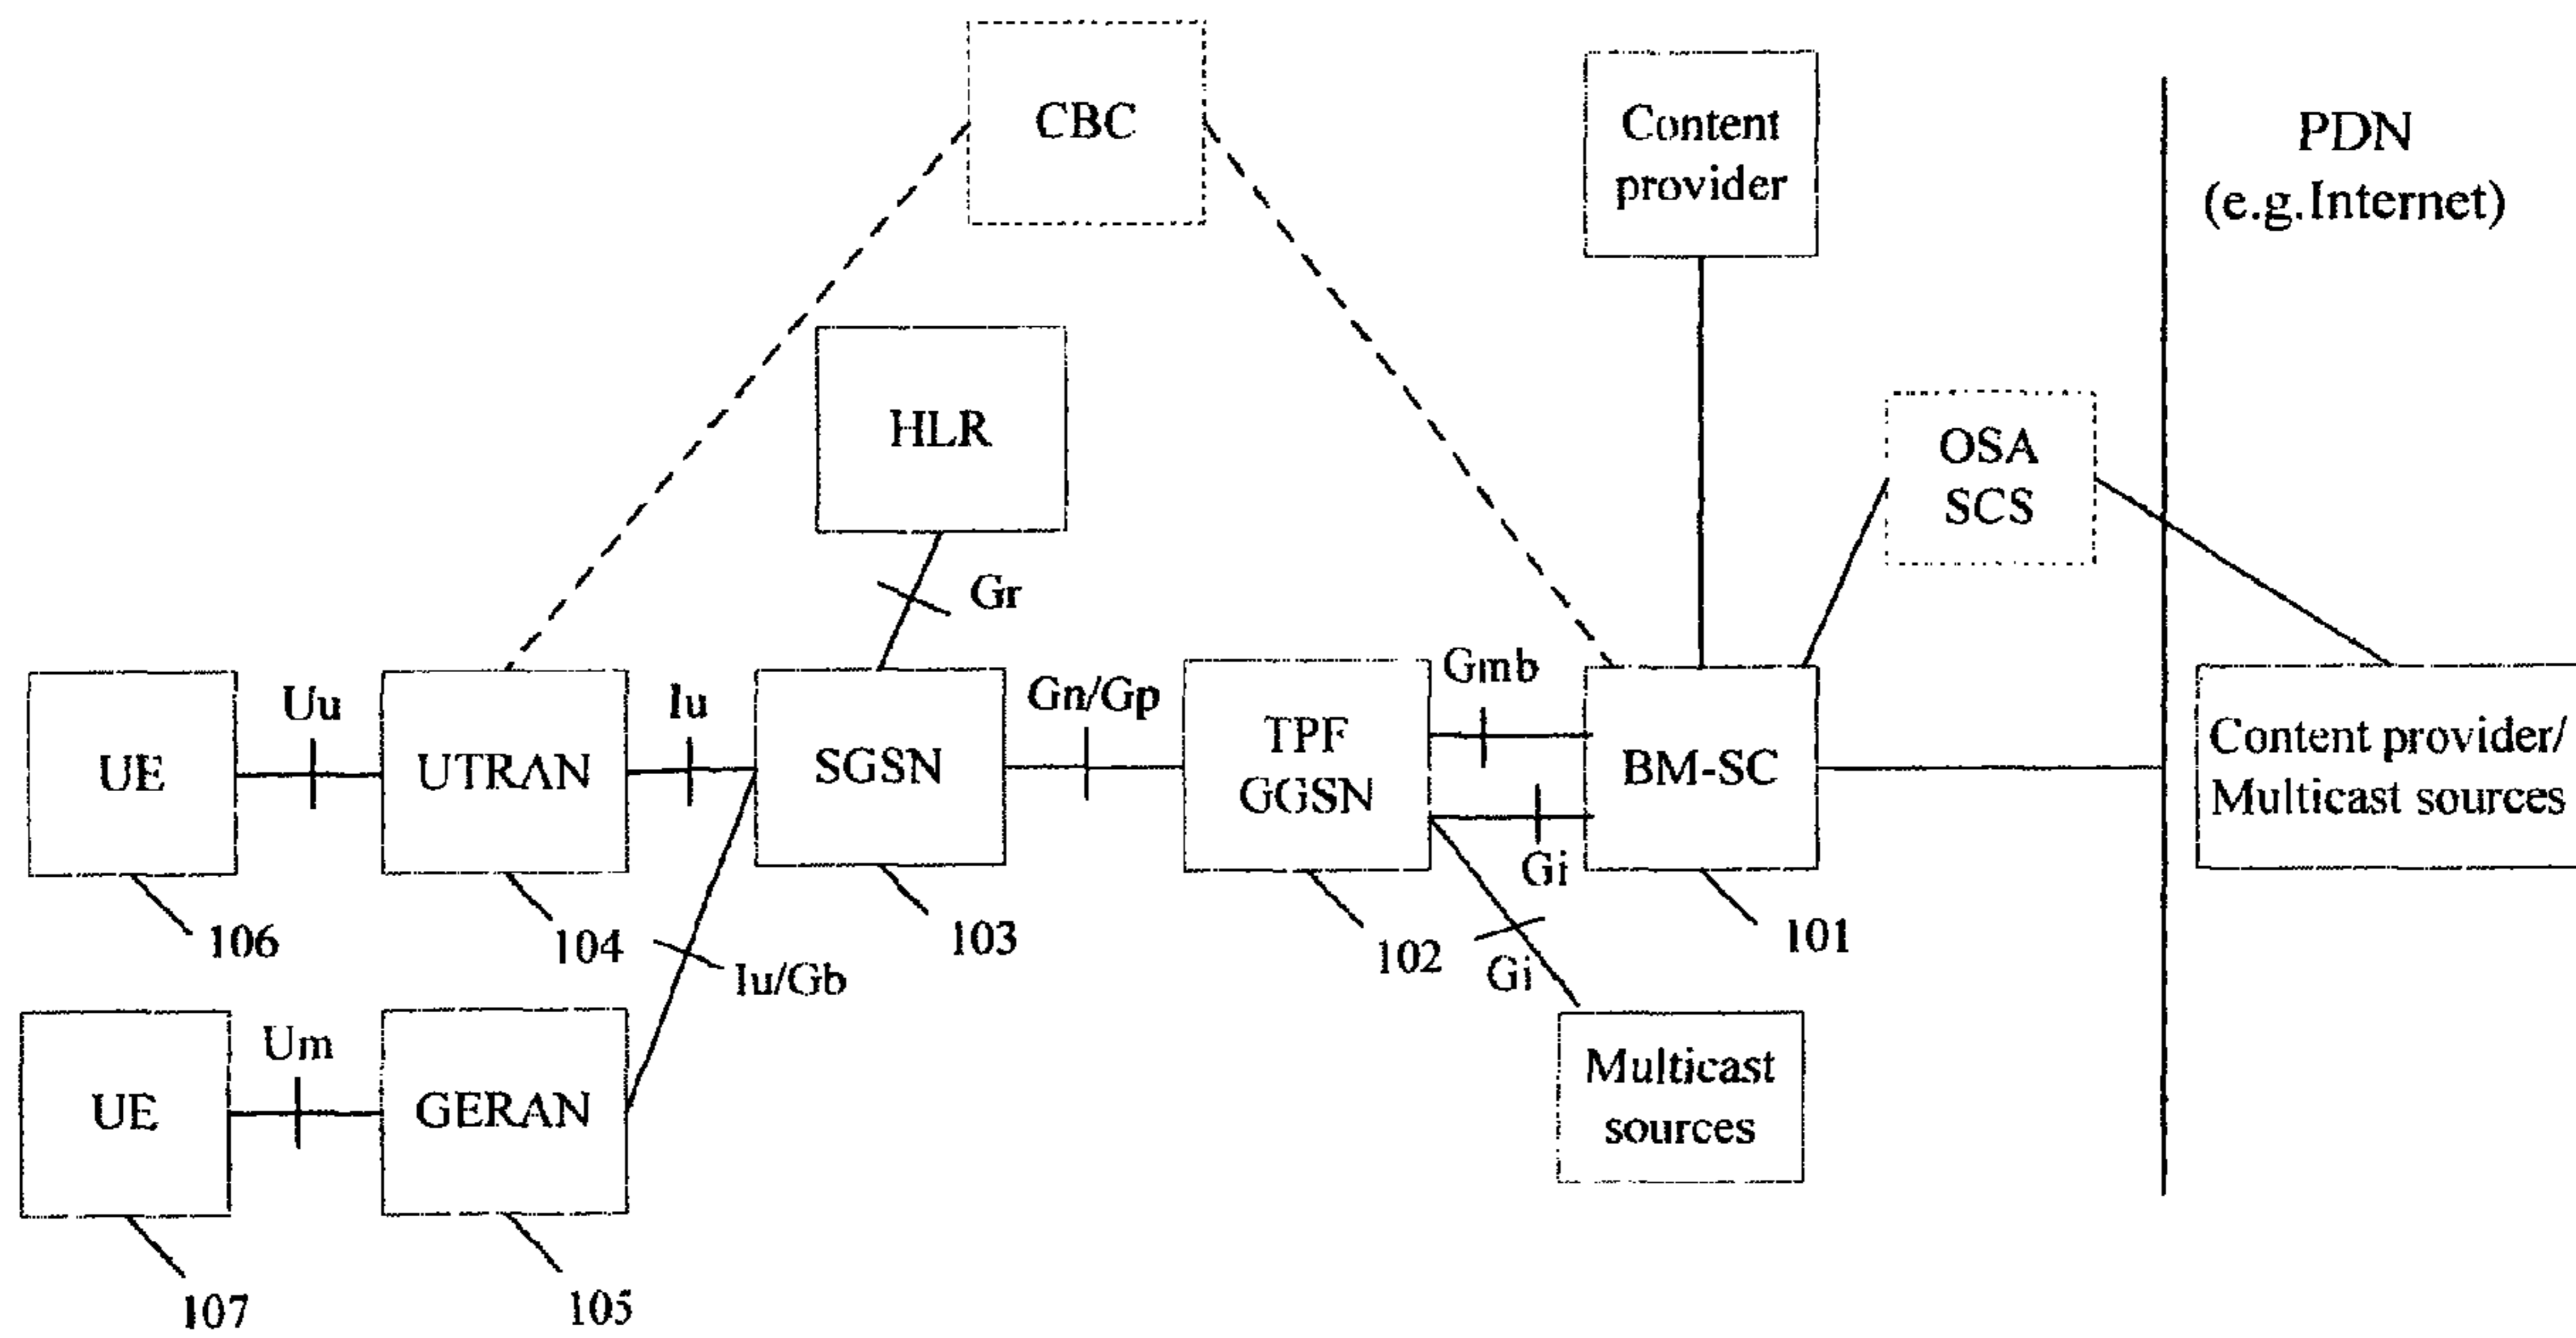 CBC
Content
provider
PDN
(e.g.Internet)
HLR
OSA
SCS
Gr
Uu
Iu
Gn/Gp
Gmb
UE
UTRAN
SGSN
TPF
GGSN
BM-SC
Content provider/
Multicast sources
Gi
106
104
103
102
101
Iu/Gb
Gi
Um
UE
GERAN
Multicast
sources
107
105